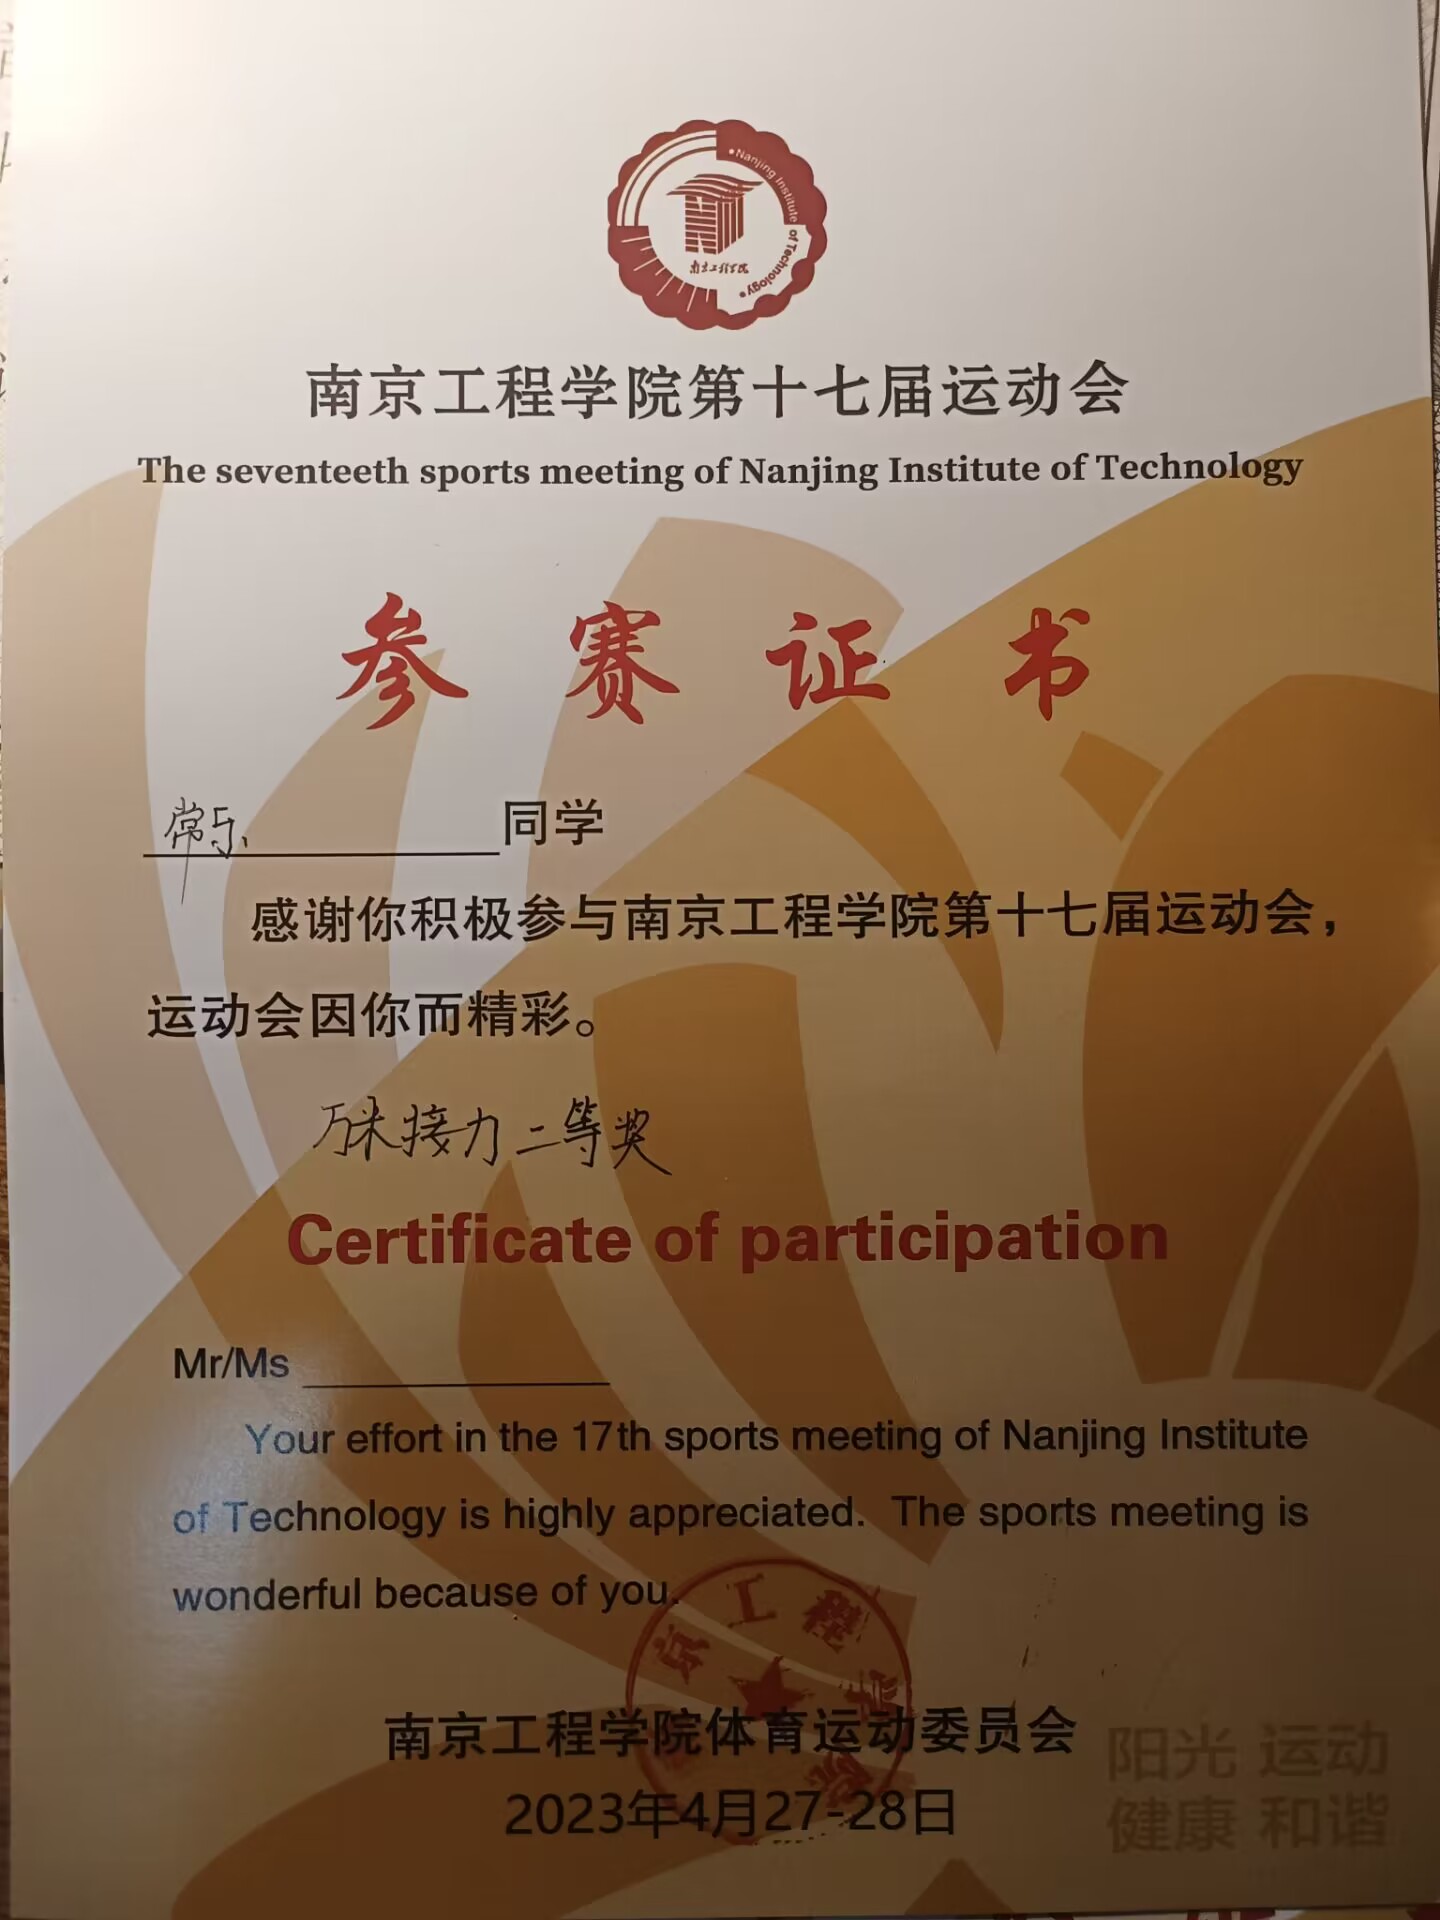 Nanjing Institute of Technology
南京工程学院
南京工程学院第十七届运动会
The seventeeth sports meeting of Nanjing Institute of Technology
参赛证书
常乐 同学
感谢你积极参与南京工程学院第十七届运动会，
运动会因你而精彩。
万米接力二等奖
Certificate of participation
Mr/Ms
Your effort in the 17th sports meeting of Nanjing Institute
of Technology is highly appreciated. The sports meeting is
wonderful because of you.
京工程
南京工程学院体育运动委员会
2023年4月27-28日
阳光 运动
健康 和谐